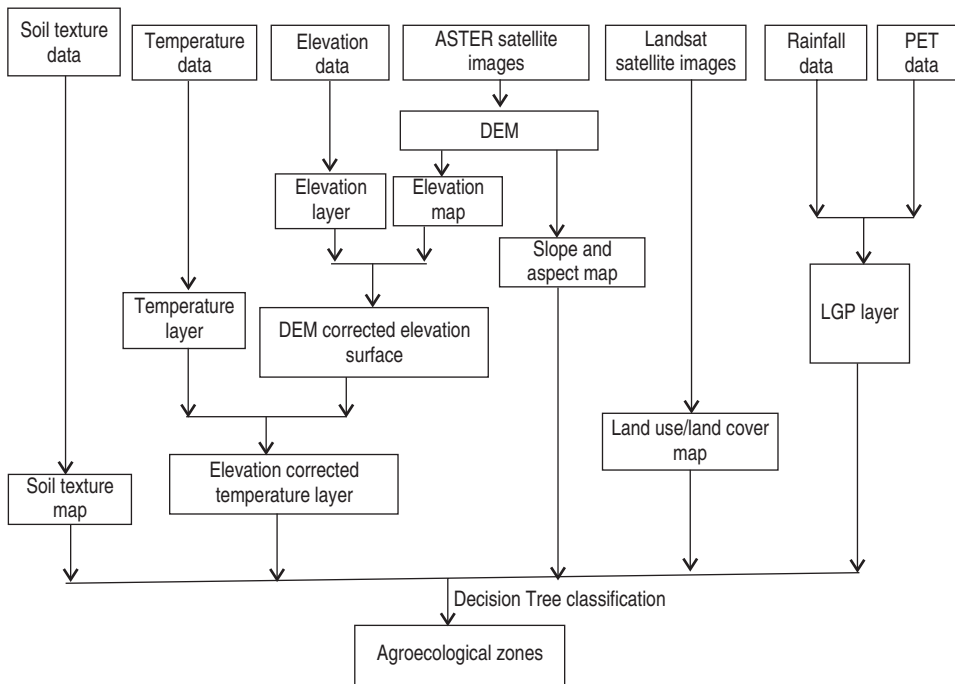 Soil texture
data
Temperature
data
Elevation
data
ASTER satellite
images
Landsat
satellite images
Rainfall
data
PET
data
DEM
Elevation
layer
Elevation
map
Slope and
aspect map
Temperature
layer
DEM corrected elevation
surface
LGP layer
Land use/land cover
map
Elevation corrected
temperature layer
Soil texture
map
Decision Tree classification
Agroecological zones